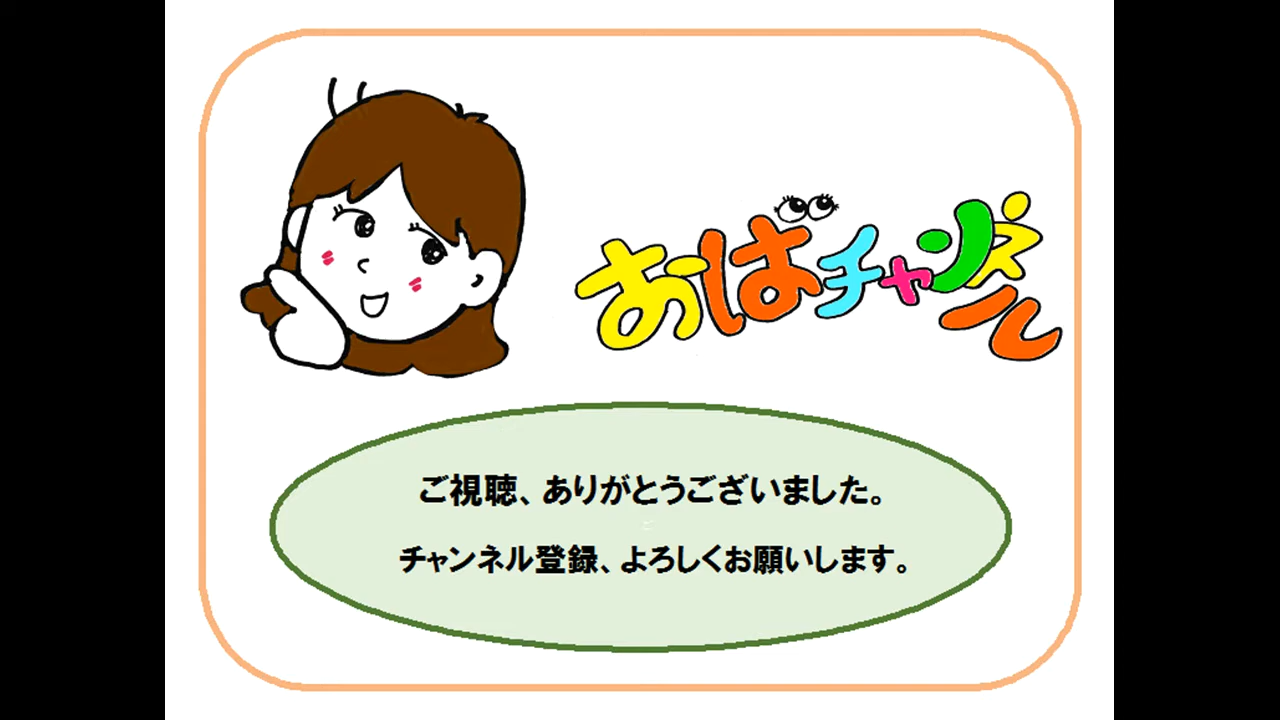 おばチャンネル
ご視聴、ありがとうございました。
ご
チャンネル登録、よろしくお願いします。